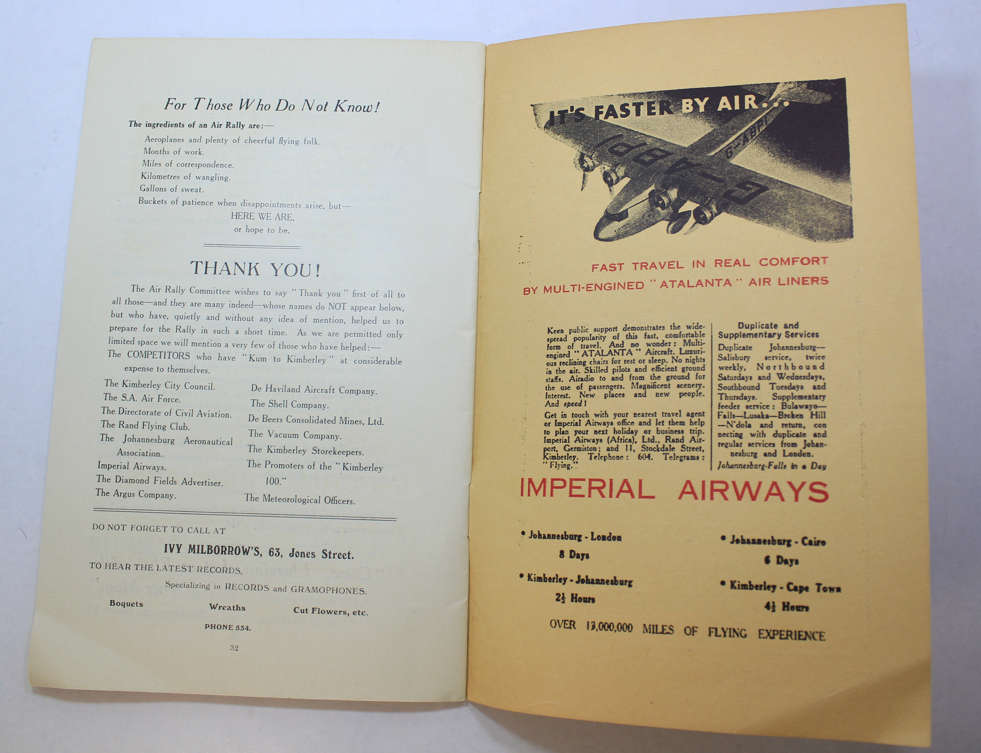 For Those Who Do Not Know!
The ingredients of an Air Rally are:—
Aeroplanes and plenty of cheerful flying folk.
Months of work.
Miles of correspondence.
Kilometres of wangling.
Gallons of sweat.
Buckets of patience when disappointments arise, but—
HERE WE ARE,
or hope to be.
THANK YOU!
The Air Rally Committee wishes to say "Thank you" first of all to
all those—and they are many indeed—whose names do NOT appear below,
but who have, quietly and without any idea of mention, helped us to
prepare for the Rally in such a short time. As we are permitted only
limited space we will mention a very few of those who have helped:—
The COMPETITORS who have "Kum to Kimberley" at considerable
expense to themselves.
The Kimberley City Council.
The S.A. Air Force.
The Directorate of Civil Aviation.
The Rand Flying Club.
The Johannesburg Aeronautical
Association.
Imperial Airways.
The Diamond Fields Advertiser.
The Argus Company.
De Haviland Aircraft Company.
The Shell Company.
De Beers Consolidated Mines, Ltd.
The Vacuum Company.
The Kimberley Storekeepers.
The Promoters of the "Kimberley
100."
The Meteorological Officers.
DO NOT FORGET TO CALL AT
IVY MILBORROW'S, 63, Jones Street.
TO HEAR THE LATEST RECORDS.
Specializing in RECORDS and GRAMOPHONES.
Boquets Wreaths Cut Flowers, etc.
PHONE 554.
32
IT'S FASTER BY AIR...
G-ABPI
G-ABPI
FAST TRAVEL IN REAL COMFORT
BY MULTI-ENGINED "ATALANTA" AIR LINERS
Keen public support demonstrates the wide-
spread popularity of this fast, comfortable
form of travel. And no wonder: Multi-
engined "ATALANTA" Aircraft. Luxuri-
ous reclining chairs for rest or sleep. No nights
in the air. Skilled pilots and efficient ground
staffs. Airadio to and from the ground for
the use of passengers. Magnificent scenery.
Interest. New places and new people.
And speed!
Get in touch with your nearest travel agent
or Imperial Airways office and let them help
to plan your next holiday or business trip.
Imperial Airways (Africa), Ltd., Rand Air-
port, Germiston; and 11, Stockdale Street,
Kimberley. Telephone: 604. Telegrams:
"Flying."
Duplicate and
Supplementary Services
Duplicate Johannesburg—
Salisbury service, twice
weekly, Northbound
Saturdays and Wednesdays,
Southbound Tuesdays and
Thursdays. Supplementary
feeder service: Bulawayo—
Falls—Lusaka—Broken Hill
—N'dola and return, con
necting with duplicate and
regular services from Johan-
nesburg and London.
Johannesburg-Falls in a Day
IMPERIAL AIRWAYS
• Johannesburg - London
8 Days
• Kimberley - Johannesburg
2½ Hours
• Johannesburg - Cairo
6 Days
• Kimberley - Cape Town
4½ Hours
OVER 13,000,000 MILES OF FLYING EXPERIENCE